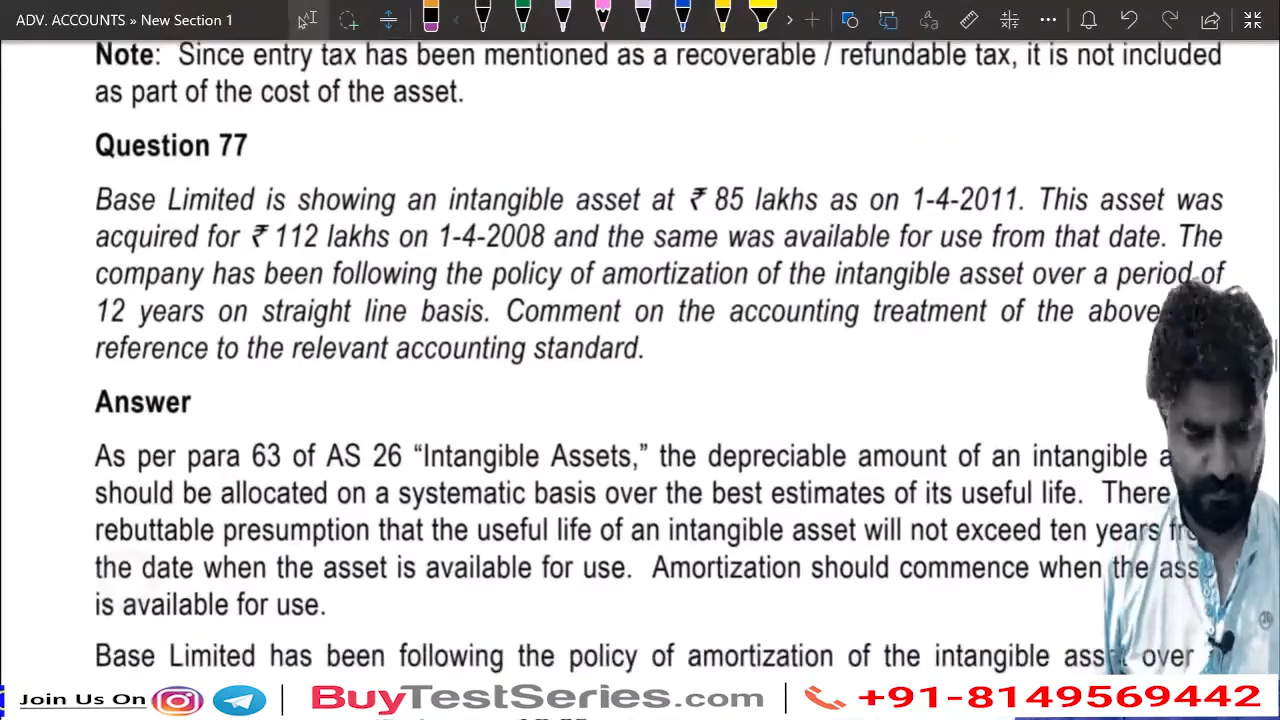 ADV. ACCOUNTS » New Section 1
Note: Since entry tax has been mentioned as a recoverable / refundable tax, it is not included
as part of the cost of the asset.
Question 77
Base Limited is showing an intangible asset at ₹ 85 lakhs as on 1-4-2011. This asset was
acquired for ₹ 112 lakhs on 1-4-2008 and the same was available for use from that date. The
company has been following the policy of amortization of the intangible asset over a period of
12 years on straight line basis. Comment on the accounting treatment of the above
reference to the relevant accounting standard.
Answer
As per para 63 of AS 26 “Intangible Assets,” the depreciable amount of an intangible
should be allocated on a systematic basis over the best estimates of its useful life. There
rebuttable presumption that the useful life of an intangible asset will not exceed ten years
the date when the asset is available for use. Amortization should commence when the
is available for use.
Base Limited has been following the policy of amortization of the intangible asset over
Join Us On BuyTestSeries.com +91-8149569442